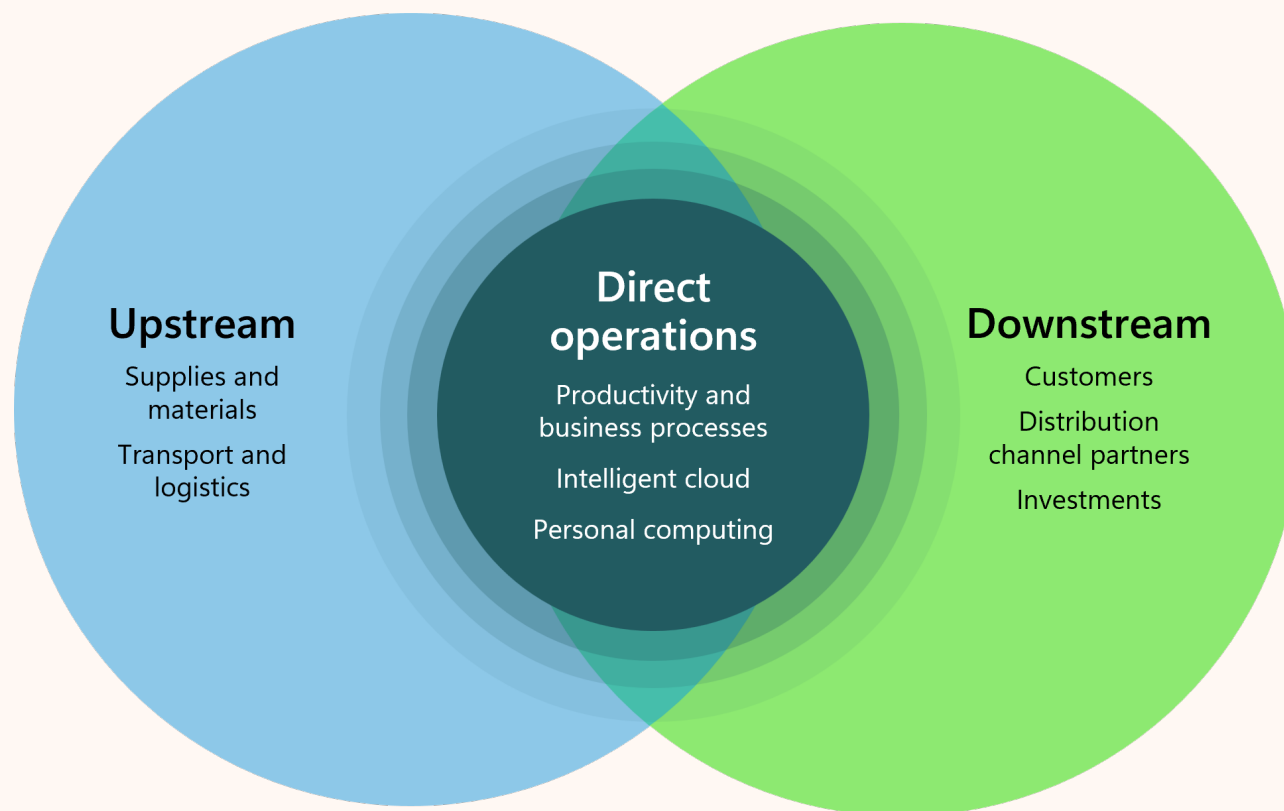 Upstream
Supplies and
materials
Transport and
logistics
Direct
operations
Productivity and
business processes
Intelligent cloud
Personal computing
Downstream
Customers
Distribution
channel partners
Investments